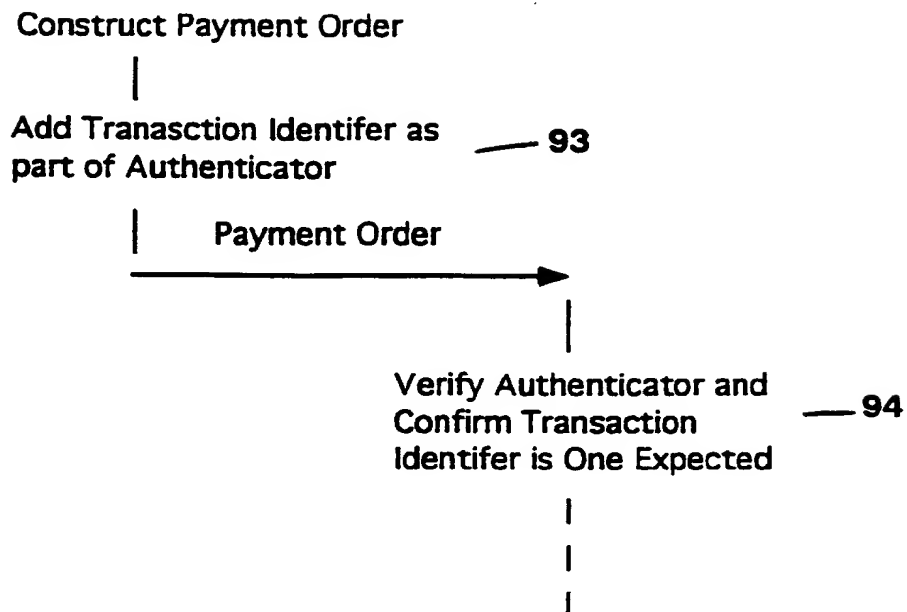 Construct Payment Order
Add Tranasction Identifer as
part of Authenticator
93
Payment Order
Verify Authenticator and
Confirm Transaction
Identifer is One Expected
94